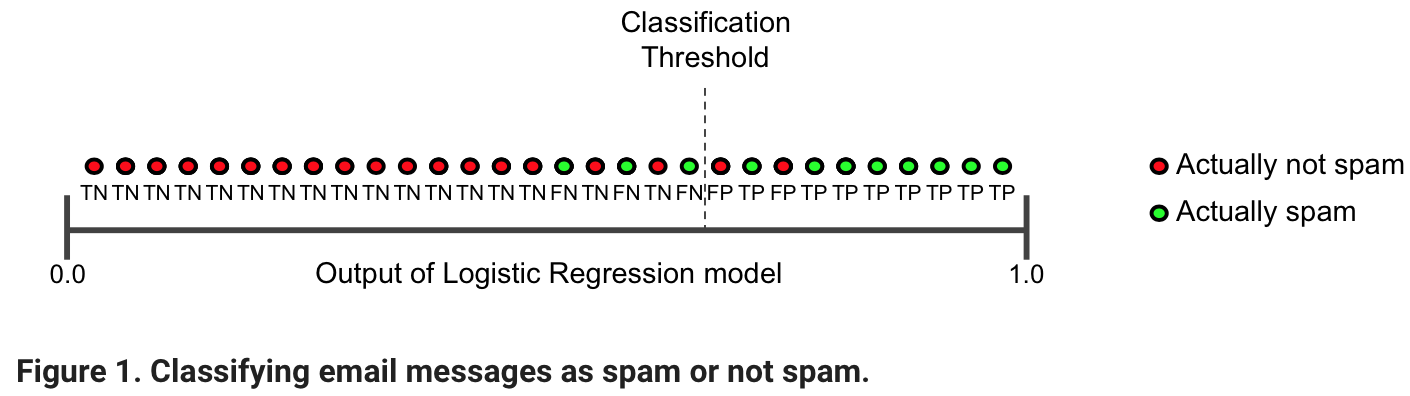 Classification
Threshold
TN TN TN TN TN TN TN TN TN TN TN TN TN TN TN FN TN FN TN FN FP TP FP TP TP TP TP TP TP TP
Actually not spam
Actually spam
0.0
Output of Logistic Regression model
1.0
Figure 1. Classifying email messages as spam or not spam.